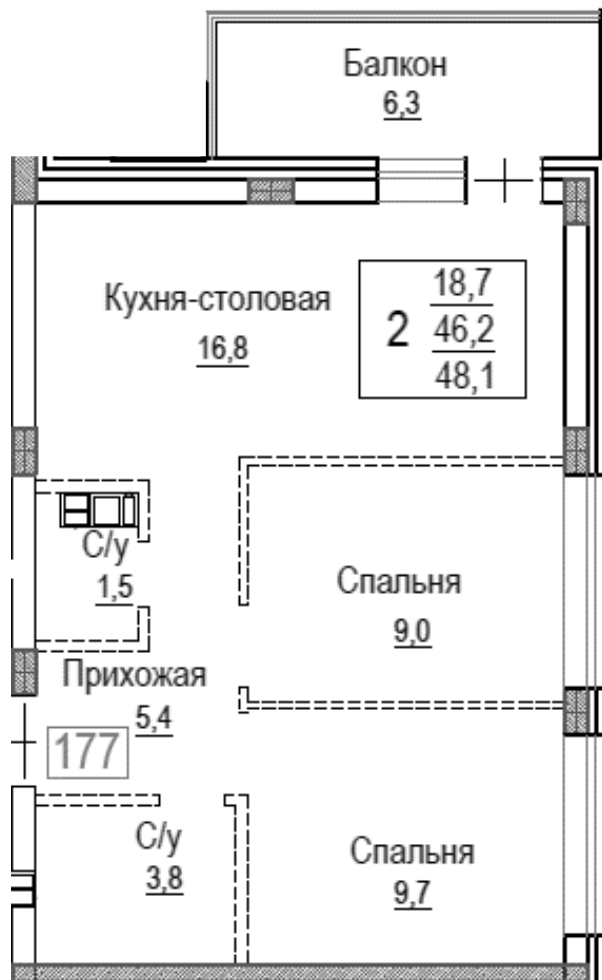 Балкон
6,3
Кухня-столовая
16,8
2
18,7
46,2
48,1
С/у
1,5
Спальня
9,0
Прихожая
5,4
177
С/у
3,8
Спальня
9,7